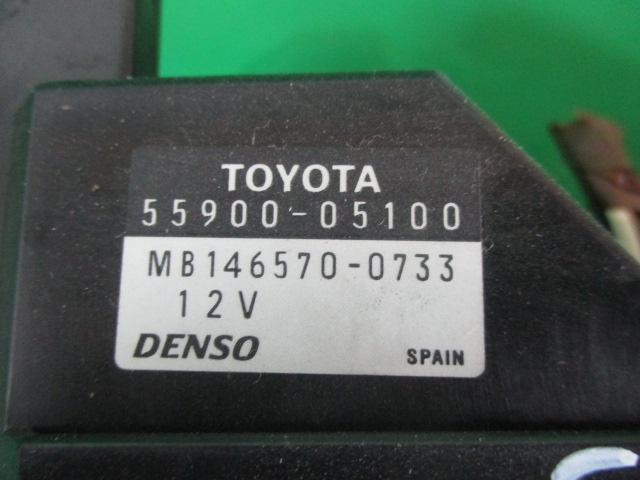 TOYOTA
55900-05100
MB146570-0733
12V
DENSO
SPAIN